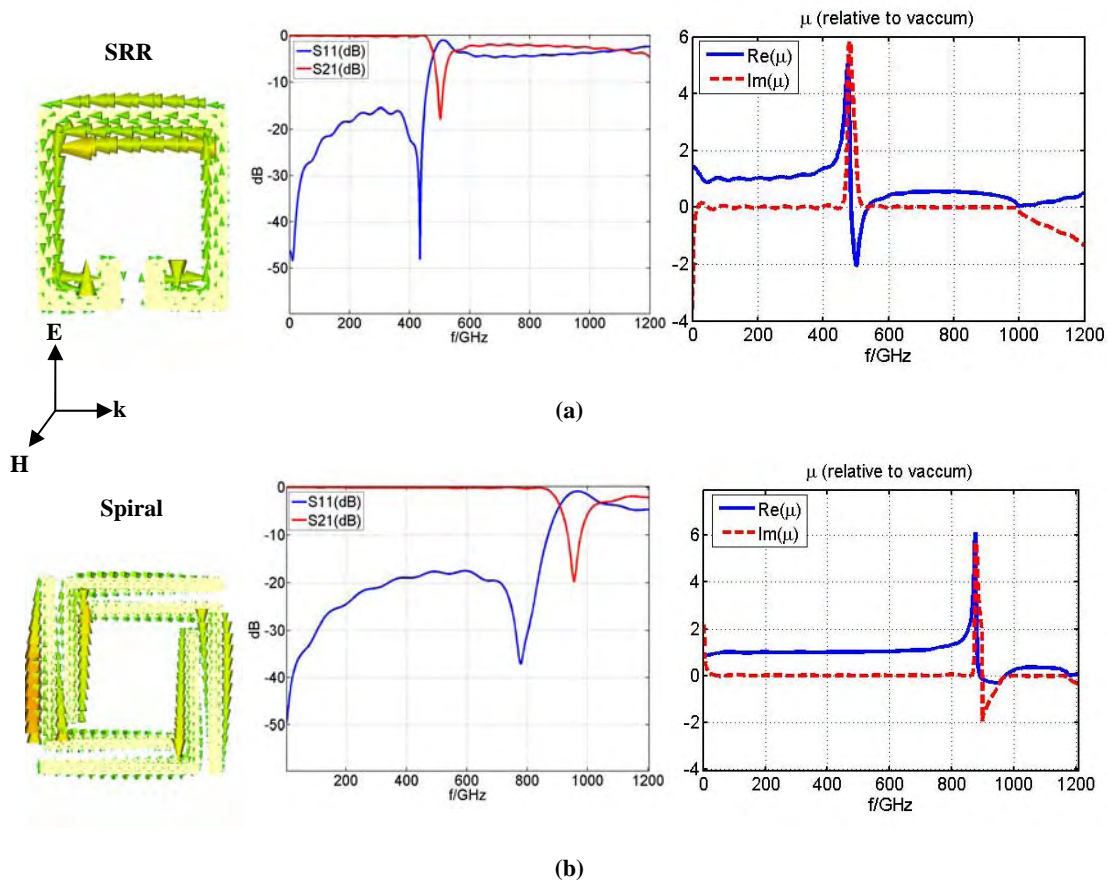 SRR
E
k
H
S11(dB)
S21(dB)
0
-10
-20
-30
-40
-50
dB
0 200 400 600 800 1000 1200
f/GHz
μ (relative to vaccum)
Re(μ)
Im(μ)
6
4
2
0
-2
-4
0 200 400 600 800 1000 1200
f/GHz
(a)
Spiral
S11(dB)
S21(dB)
0
-10
-20
-30
-40
-50
dB
200 400 600 800 1000 1200
f/GHz
μ (relative to vaccum)
Re(μ)
Im(μ)
6
4
2
0
-2
-4
0 200 400 600 800 1000 1200
f/GHz
(b)